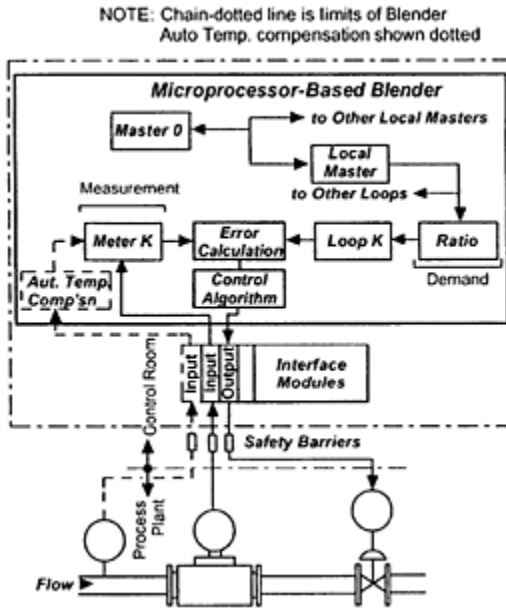 NOTE: Chain-dotted line is limits of Blender
Auto Temp. compensation shown dotted
Microprocessor-Based Blender
Master 0
to Other Local Masters
Local
Master
to Other Loops
Measurement
Meter K
Error
Calculation
Loop K
Ratio
Aut. Temp.
Comp'sn
Control
Algorithm
Demand
Input
Input
Output
Interface
Modules
Control Room
Safety Barriers
Process
Plant
Flow